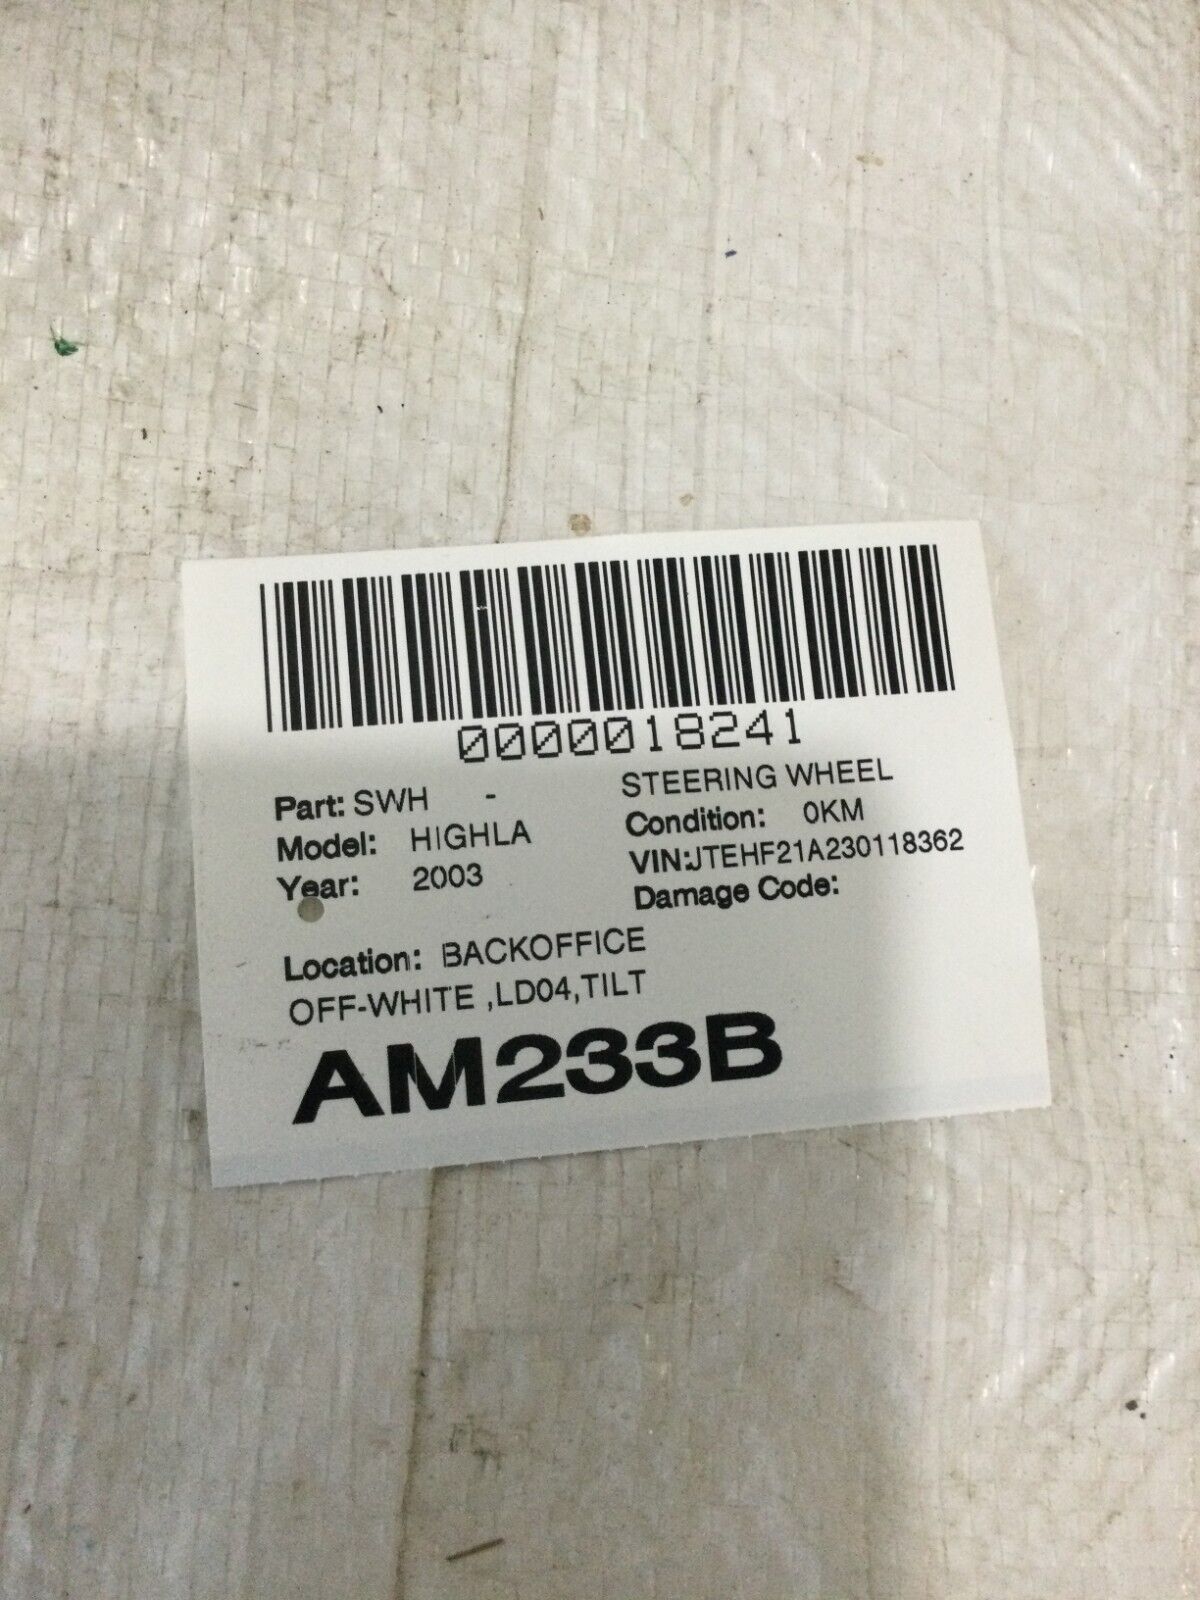 0000018241
Part: SWH - STEERING WHEEL
Model: HIGHLA Condition: 0KM
Year: 2003 VIN:JTEHF21A230118362
Damage Code:
Location: BACKOFFICE
OFF-WHITE ,LD04,TILT
AM233B